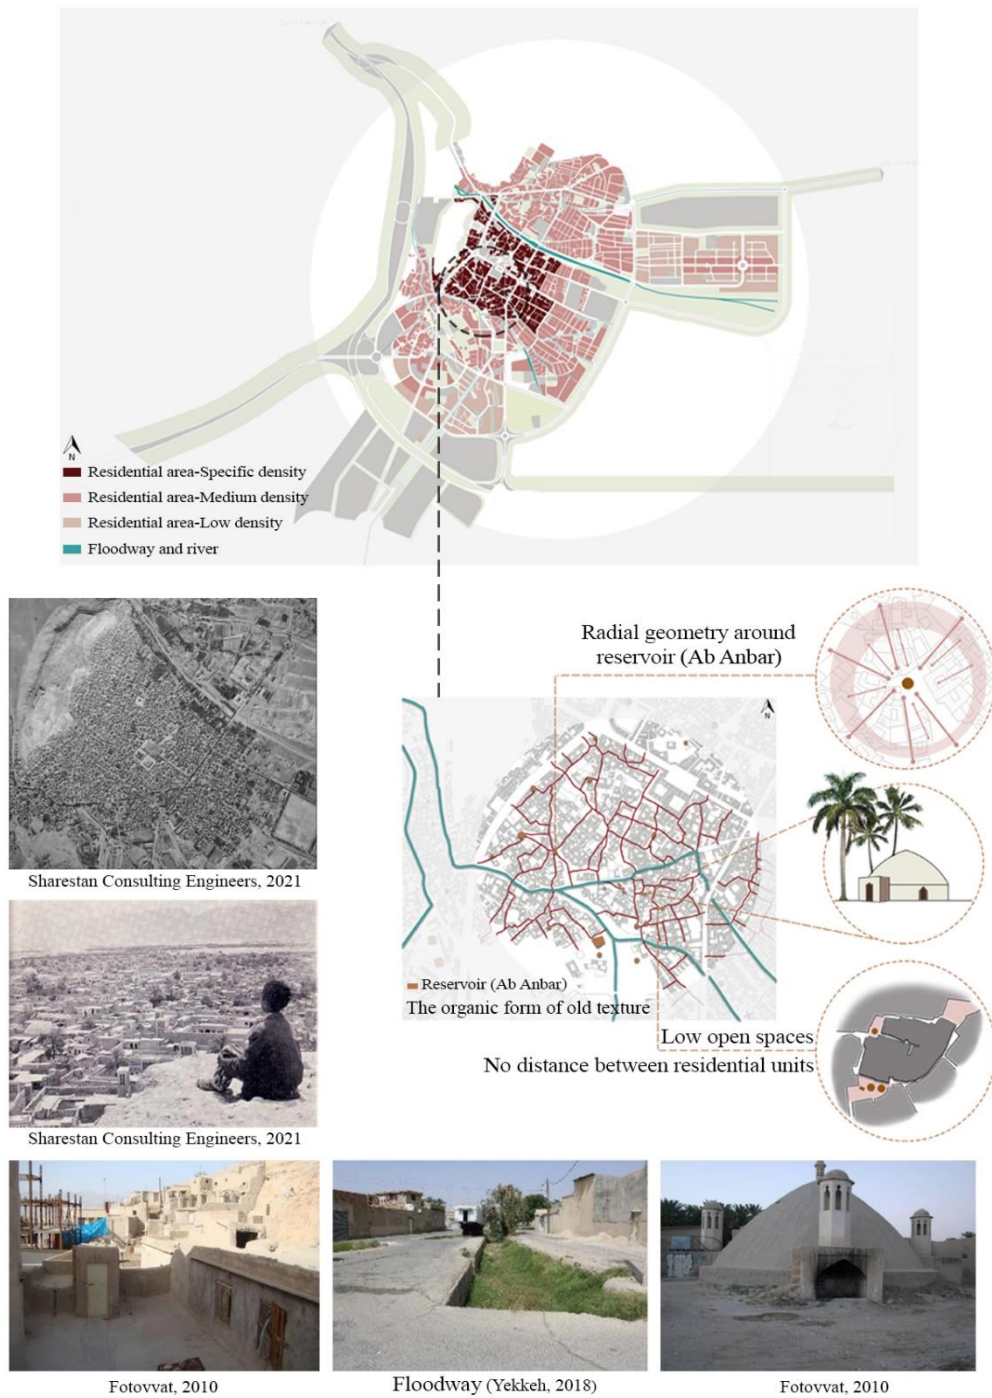 N
Residential area-Specific density
Residential area-Medium density
Residential area-Low density
Floodway and river
Sharestan Consulting Engineers, 2021
Sharestan Consulting Engineers, 2021
Radial geometry around
reservoir (Ab Anbar)
N
Reservoir (Ab Anbar)
The organic form of old texture
Low open spaces
No distance between residential units
Fotovvat, 2010
Floodway (Yekkeh, 2018)
Fotovvat, 2010